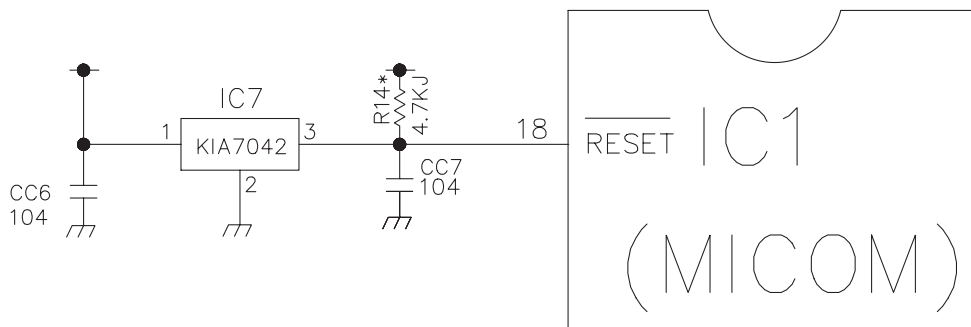 IC7
1
KIA7042
3
2
CC6
104
R14*
4.7KJ
CC7
104
18
RESET
IC1
(MICOM)